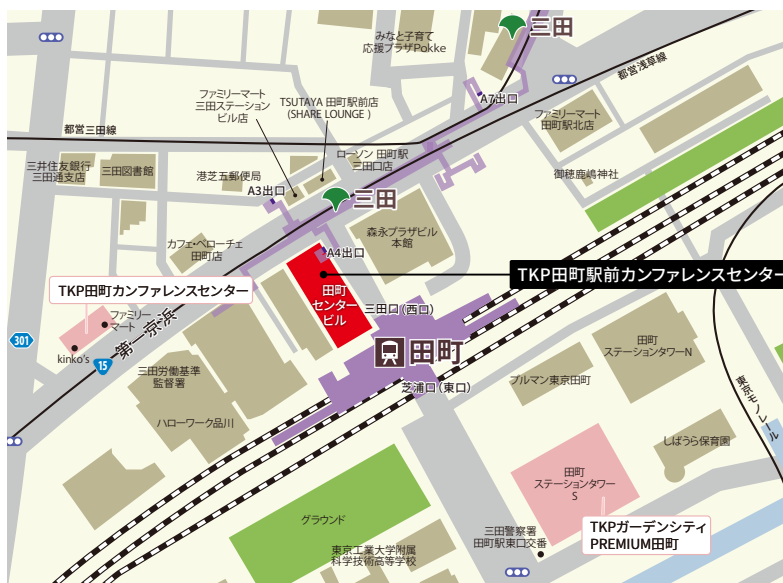 三田
みなと子育て
応援プラザPokke
都営浅草線
ファミリーマート
三田ステーション
ビル店
TSUTAYA 田町駅前店
(SHARE LOUNGE )
A7出口
ファミリーマート
田町駅北店
都営三田線
ローソン 田町駅
三田口店
三井住友銀行
三田通支店
三田図書館
港芝五郵便局
御穂鹿嶋神社
A3出口
三田
カフェ・ベローチェ
田町店
森永プラザビル
本館
A4出口
TKP田町駅前カンファレンスセンター
TKP田町カンファレンスセンター
田町
センター
ビル
三田口(西口)
ファミリー
マート
第一京浜
301
15
kinko's
田町
田町
ステーションタワーN
三田労働基準
監督署
芝浦口(東口)
プルマン東京田町
東京モノレール
ハローワーク品川
しばうら保育園
田町
ステーションタワー
S
グラウンド
TKPガーデンシティ
PREMIUM田町
三田警察署
田町駅東口交番
東京工業大学附属
科学技術高等学校